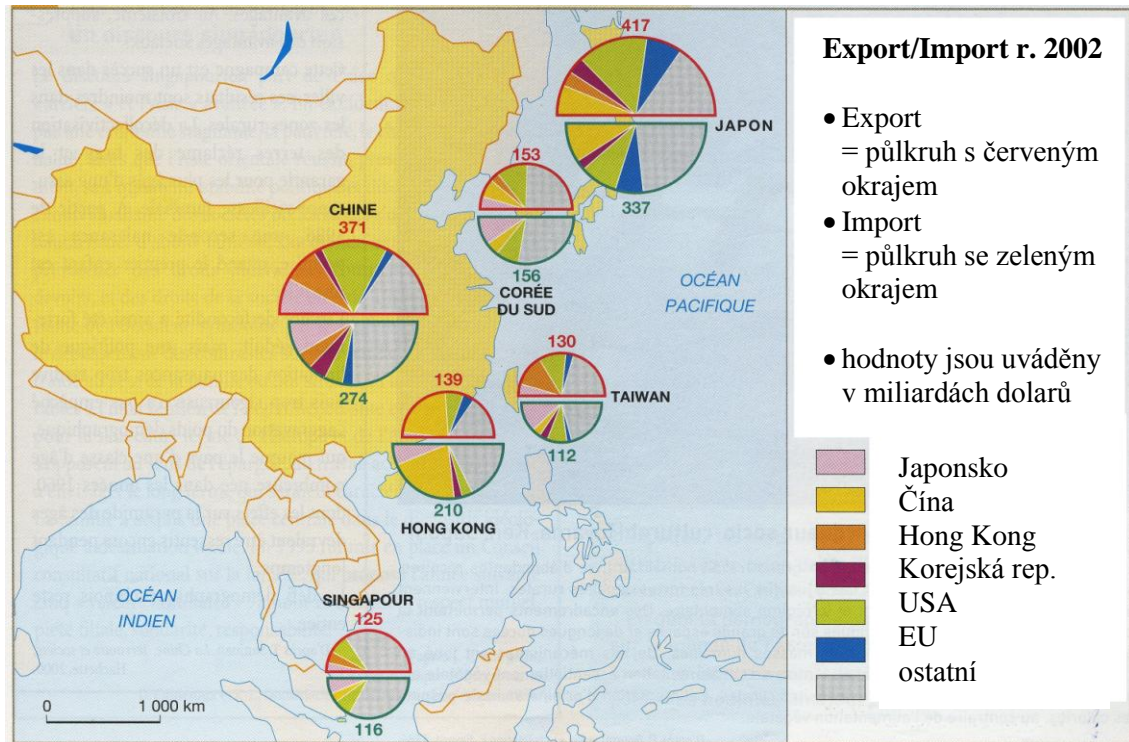 417
JAPON
337
153
156
CORÉE
DU SUD
CHINE
371
274
OCÉAN
PACIFIQUE
130
TAIWAN
112
139
210
HONG KONG
OCÉAN
INDIEN
SINGAPOUR
125
116
0 1 000 km
Export/Import r. 2002
• Export
= půlkruh s červeným
okrajem
• Import
= půlkruh se zeleným
okrajem
• hodnoty jsou uváděny
v miliardách dolarů
Japonsko
Čína
Hong Kong
Korejská rep.
USA
EU
ostatní